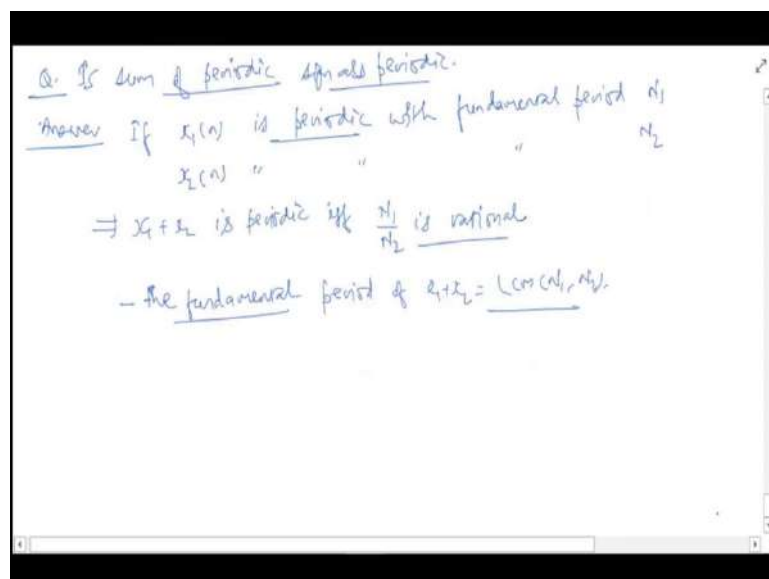 Q. Is sum of periodic signals periodic.
Answer If x₁(n) is periodic with fundamental period N₁
x₂(n) " " " N₂
⇒ x₁+x₂ is periodic iff N₁/N₂ is rational
- the fundamental period of x₁+x₂ = LCM(N₁, N₂).